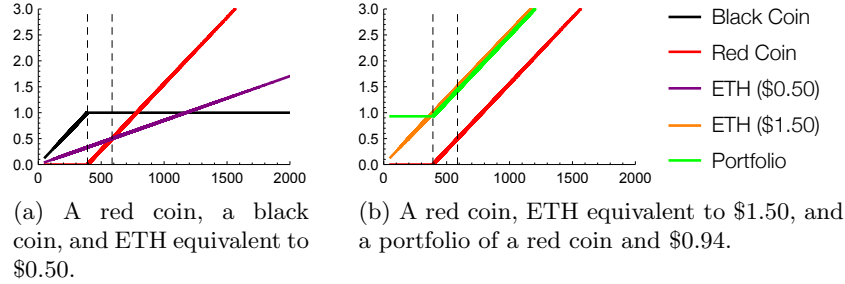 3.0
2.5
2.0
1.5
1.0
0.5
0.0
0 500 1000 1500 2000
3.0
2.5
2.0
1.5
1.0
0.5
0.0
0 500 1000 1500 2000
Black Coin
Red Coin
ETH ($0.50)
ETH ($1.50)
Portfolio
(a) A red coin, a black
coin, and ETH equivalent to
$0.50.
(b) A red coin, ETH equivalent to $1.50, and
a portfolio of a red coin and $0.94.